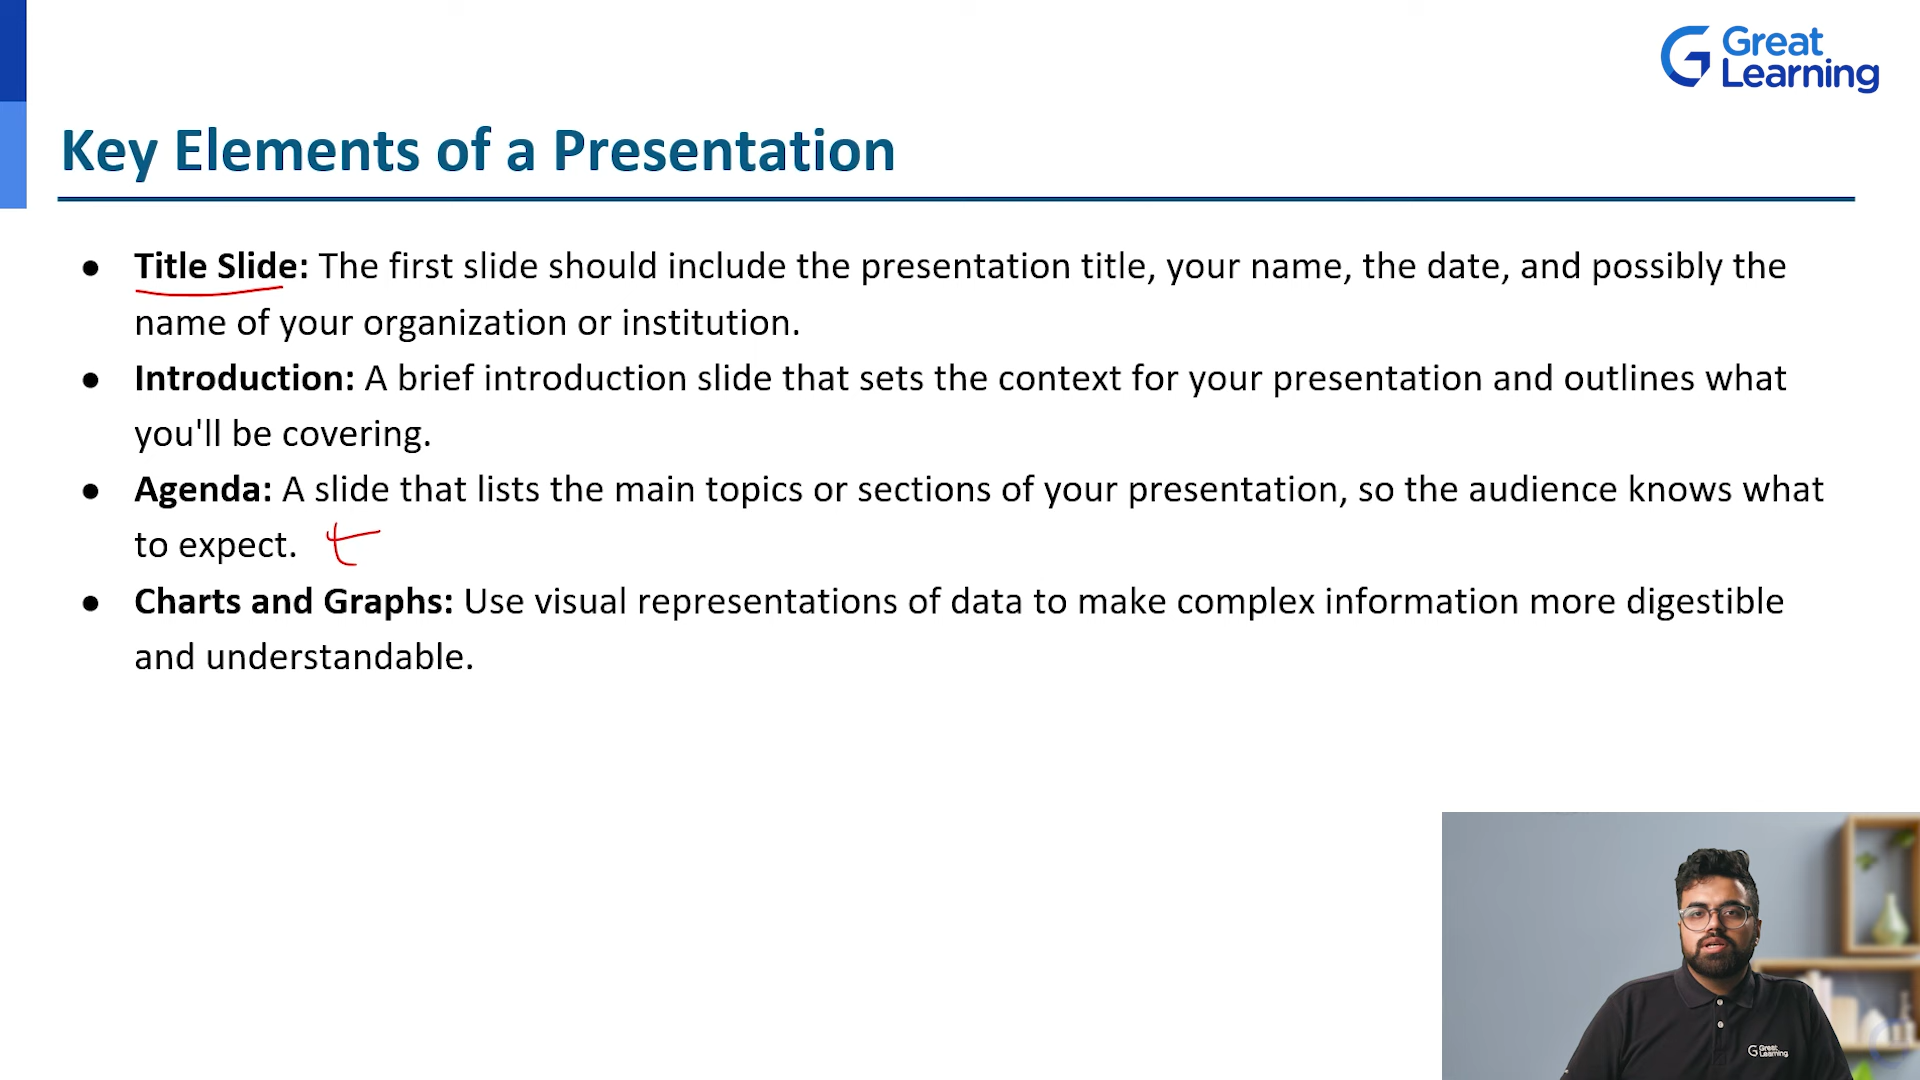 Great
Learning
Key Elements of a Presentation
● Title Slide: The first slide should include the presentation title, your name, the date, and possibly the
name of your organization or institution.
● Introduction: A brief introduction slide that sets the context for your presentation and outlines what
you'll be covering.
● Agenda: A slide that lists the main topics or sections of your presentation, so the audience knows what
to expect. t
● Charts and Graphs: Use visual representations of data to make complex information more digestible
and understandable.
Great
Learning